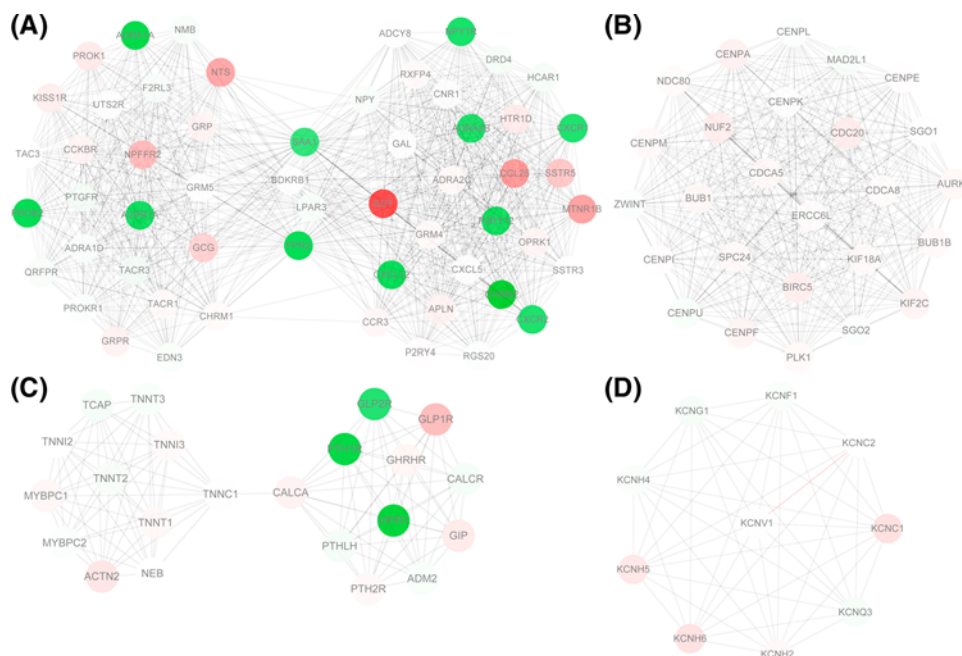 (A)
NMB
PROK1
NTS
F2RL3
KISS1R
UTS2R
GRP
TAC3
CCKBR
NPFFR2
GRM5
PTGFR
ADRA1D
GCG
QRFPR
TACR3
PROKR1
TACR1
CHRM1
GRPR
EDN3
SAA1
BDKRB1
LPAR3
ADCY8
DRD4
RXFP4
HCAR1
NPY
CNR1
HTR1D
GAL
ADRA2C
SSTR5
MTNR1B
GRM4
OPRK1
CXCL5
SSTR3
APLN
CCR3
P2RY4
RGS20
(B)
CENPL
CENPA
MAD2L1
NDC80
CENPE
CENPK
NUF2
CDC20
SGO1
CENPM
CDCA5
AURK
BUB1
CDCA8
ZWINT
ERCC6L
BUB1B
CENPI
SPC24
KIF18A
BIRC5
KIF2C
CENPU
SGO2
CENPF
PLK1
(C)
TNNT3
TCAP
TNNI2
TNNI3
TNNT2
MYBPC1
TNNC1
TNNT1
MYBPC2
ACTN2
NEB
GLP2R
GLP1R
GHRHR
CALCR
CALCA
PTHLH
GIP
ADM2
PTH2R
(D)
KCNF1
KCNG1
KCNC2
KCNH4
KCNV1
KCNC1
KCNH5
KCNQ3
KCNH6
KCNH2